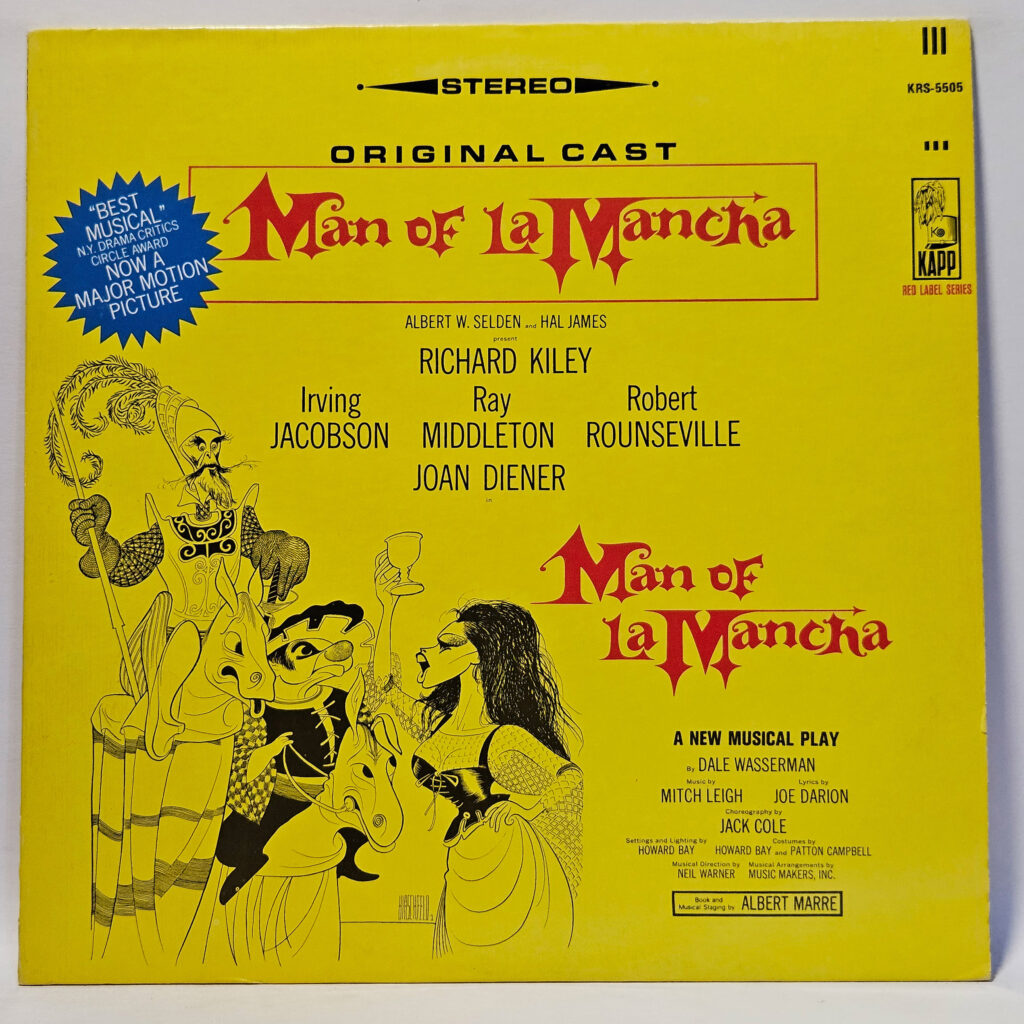 III
STEREO
KRS-5505
ORIGINAL CAST
III
Man of La Mancha
"BEST
MUSICAL"
N.Y. DRAMA CRITICS
CIRCLE AWARD
NOW A
MAJOR MOTION
PICTURE
KAPP
RED LABEL SERIES
ALBERT W. SELDEN and HAL JAMES
present
RICHARD KILEY
Irving Ray Robert
JACOBSON MIDDLETON ROUNSEVILLE
JOAN DIENER
in
Man of
La Mancha
A NEW MUSICAL PLAY
By DALE WASSERMAN
Music by Lyrics by
MITCH LEIGH JOE DARION
Choreography by
JACK COLE
Settings and Lighting by Costumes by
HOWARD BAY HOWARD BAY and PATTON CAMPBELL
Musical Direction by Musical Arrangements by
NEIL WARNER MUSIC MAKERS, INC.
Book and
Musical Staging by ALBERT MARRE
HIRSCHFELD